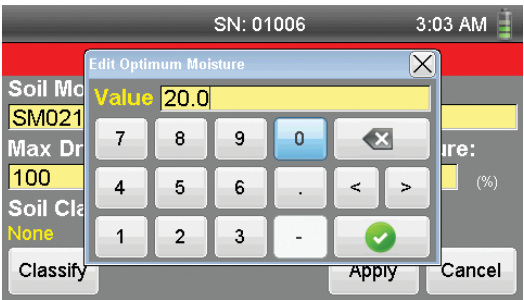 SN: 01006 3:03 AM
Edit Optimum Moisture
Soil Mo
Value 20.0
SM021
7 8 9 0
Max Dr ure:
100 (%)
4 5 6 . < >
Soil Cla
None
1 2 3 -
Classify Apply Cancel